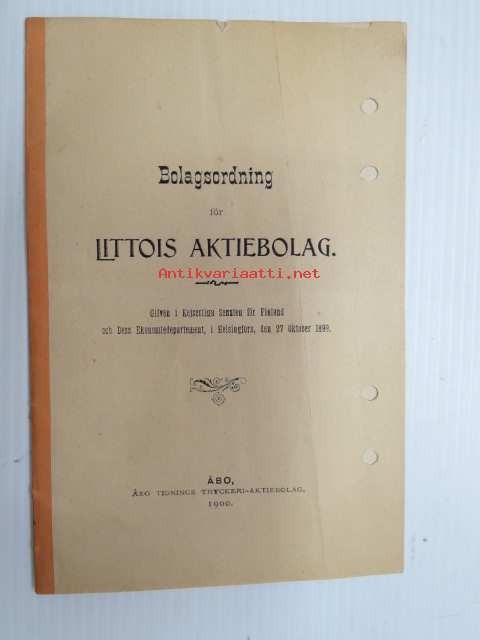 Bolagsordning
för
LITTOIS AKTIEBOLAG.
Antikvariaatti.net
Gifven i Kejserliga Senaten för Finland
och Dess Ekonomiedepartement, i Helsingfors, den 27 Oktober 1899.
ÅBO,
ÅBO TIDNINGS TRYCKERI-AKTIEBOLAG,
1900.